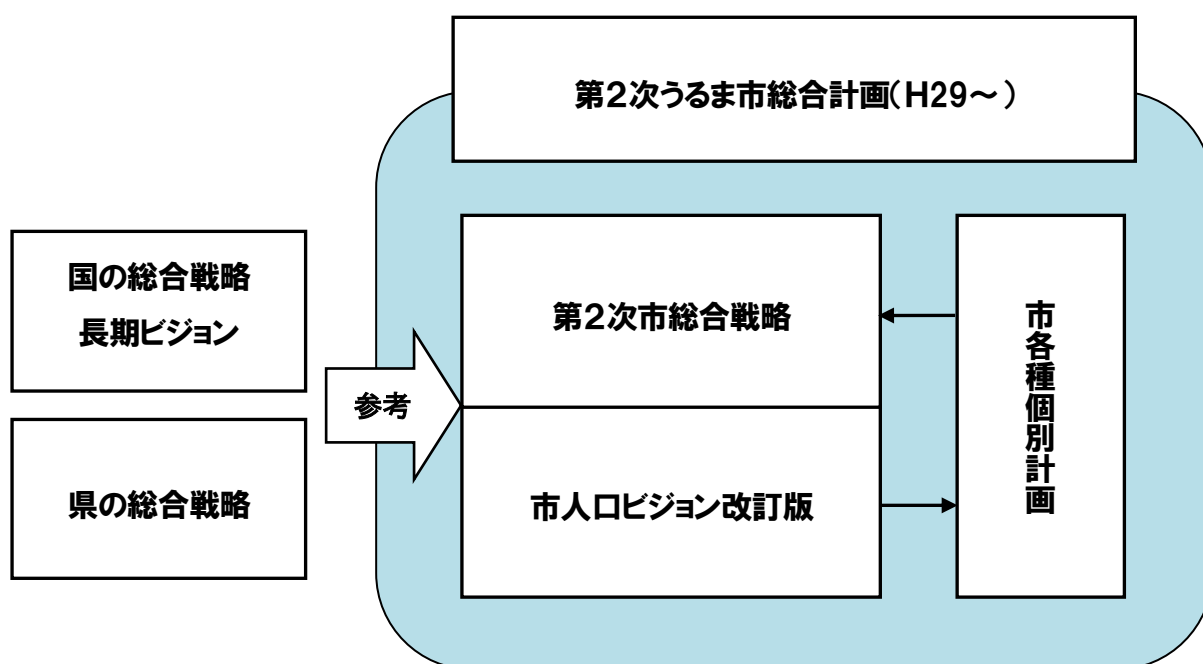 第２次うるま市総合計画（Ｈ29～）
国の総合戦略
長期ビジョン
県の総合戦略
参考
第２次市総合戦略
市人口ビジョン改訂版
市各種個別計画